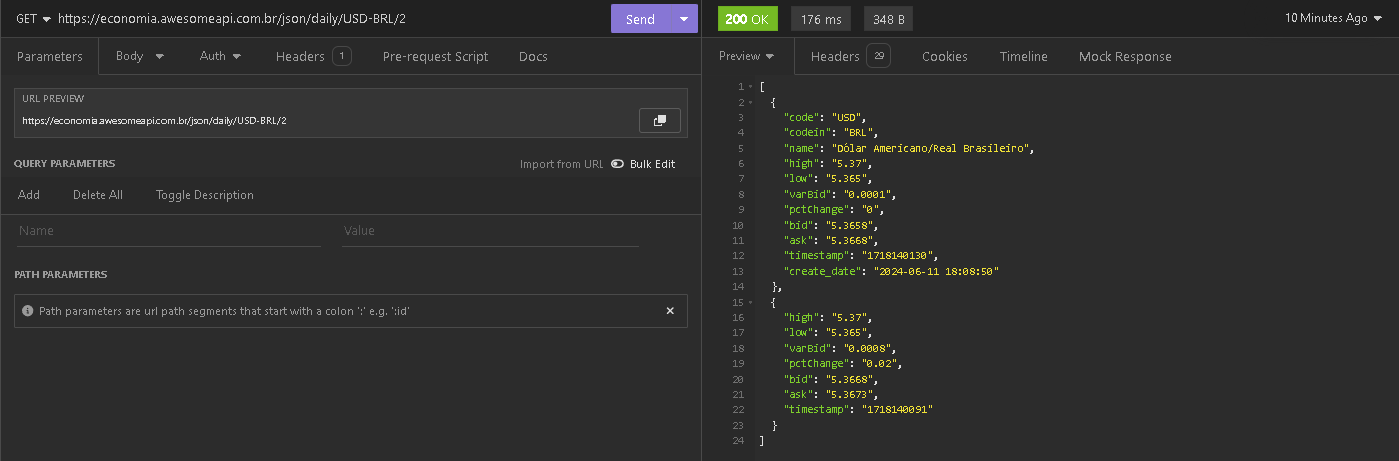 GET https://economia.awesomeapi.com.br/json/daily/USD-BRL/2 Send
Parameters Body Auth Headers 1 Pre-request Script Docs
URL PREVIEW
https://economia.awesomeapi.com.br/json/daily/USD-BRL/2
QUERY PARAMETERS Import from URL Bulk Edit
Add Delete All Toggle Description
Name Value
PATH PARAMETERS
Path parameters are url path segments that start with a colon ':' e.g. ':id'
200 OK 176 ms 348 B 10 Minutes Ago
Preview Headers 29 Cookies Timeline Mock Response
1 [
2 {
3 "code": "USD",
4 "codein": "BRL",
5 "name": "Dólar Americano/Real Brasileiro",
6 "high": "5.37",
7 "low": "5.365",
8 "varBid": "0.0001",
9 "pctChange": "0",
10 "bid": "5.3658",
11 "ask": "5.3668",
12 "timestamp": "1718140130",
13 "create_date": "2024-06-11 18:08:50"
14 },
15 {
16 "high": "5.37",
17 "low": "5.365",
18 "varBid": "0.0008",
19 "pctChange": "0.02",
20 "bid": "5.3668",
21 "ask": "5.3673",
22 "timestamp": "1718140091"
23 }
24 ]